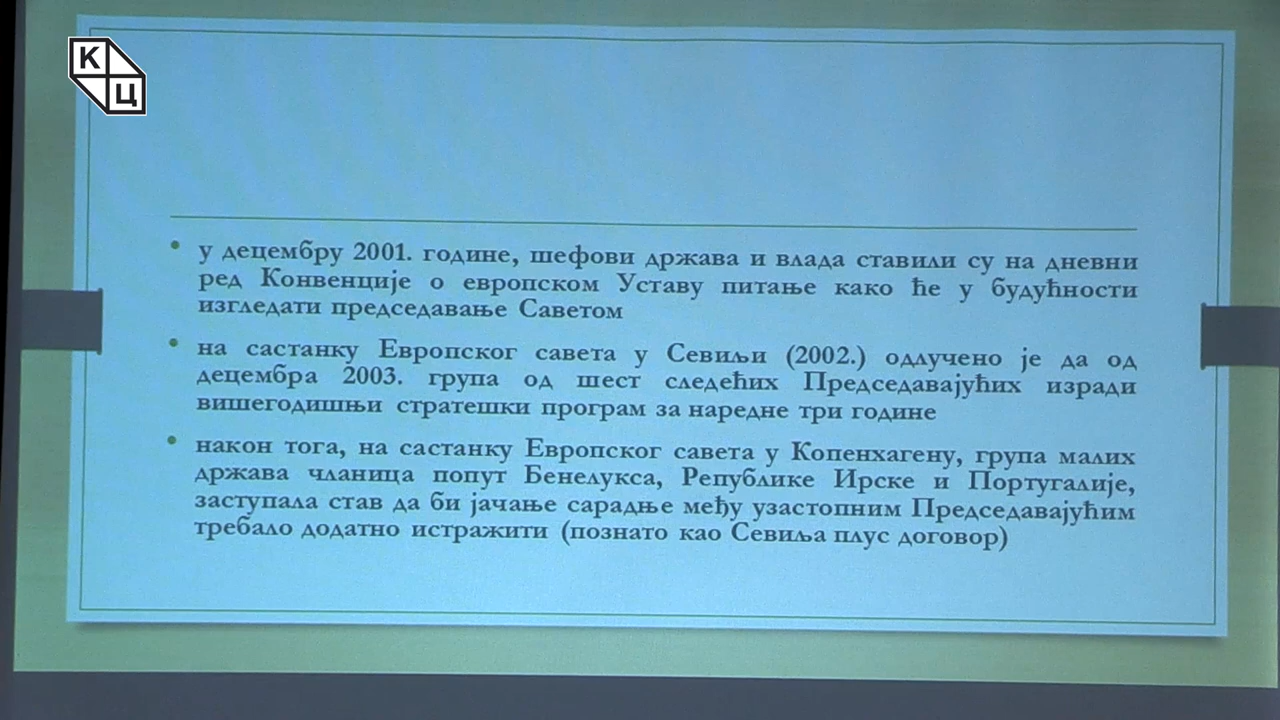 К
Ц
у децембру 2001. године, шефови држава и влада ставили су на дневни
ред Конвенције о европском Уставу питање како ће у будућности
изгледати председавање Саветом
на састанку Европског савета у Севиљи (2002.) одлучено је да од
децембра 2003. група од шест следећих Председавајућих изради
вишегодишњи стратешки програм за наредне три године
након тога, на састанку Европског савета у Копенхагену, група малих
држава чланица попут Бенелукса, Републике Ирске и Португалије,
заступала став да би јачање сарадње међу узастопним Председавајућим
требало додатно истражити (познато као Севиља плус договор)